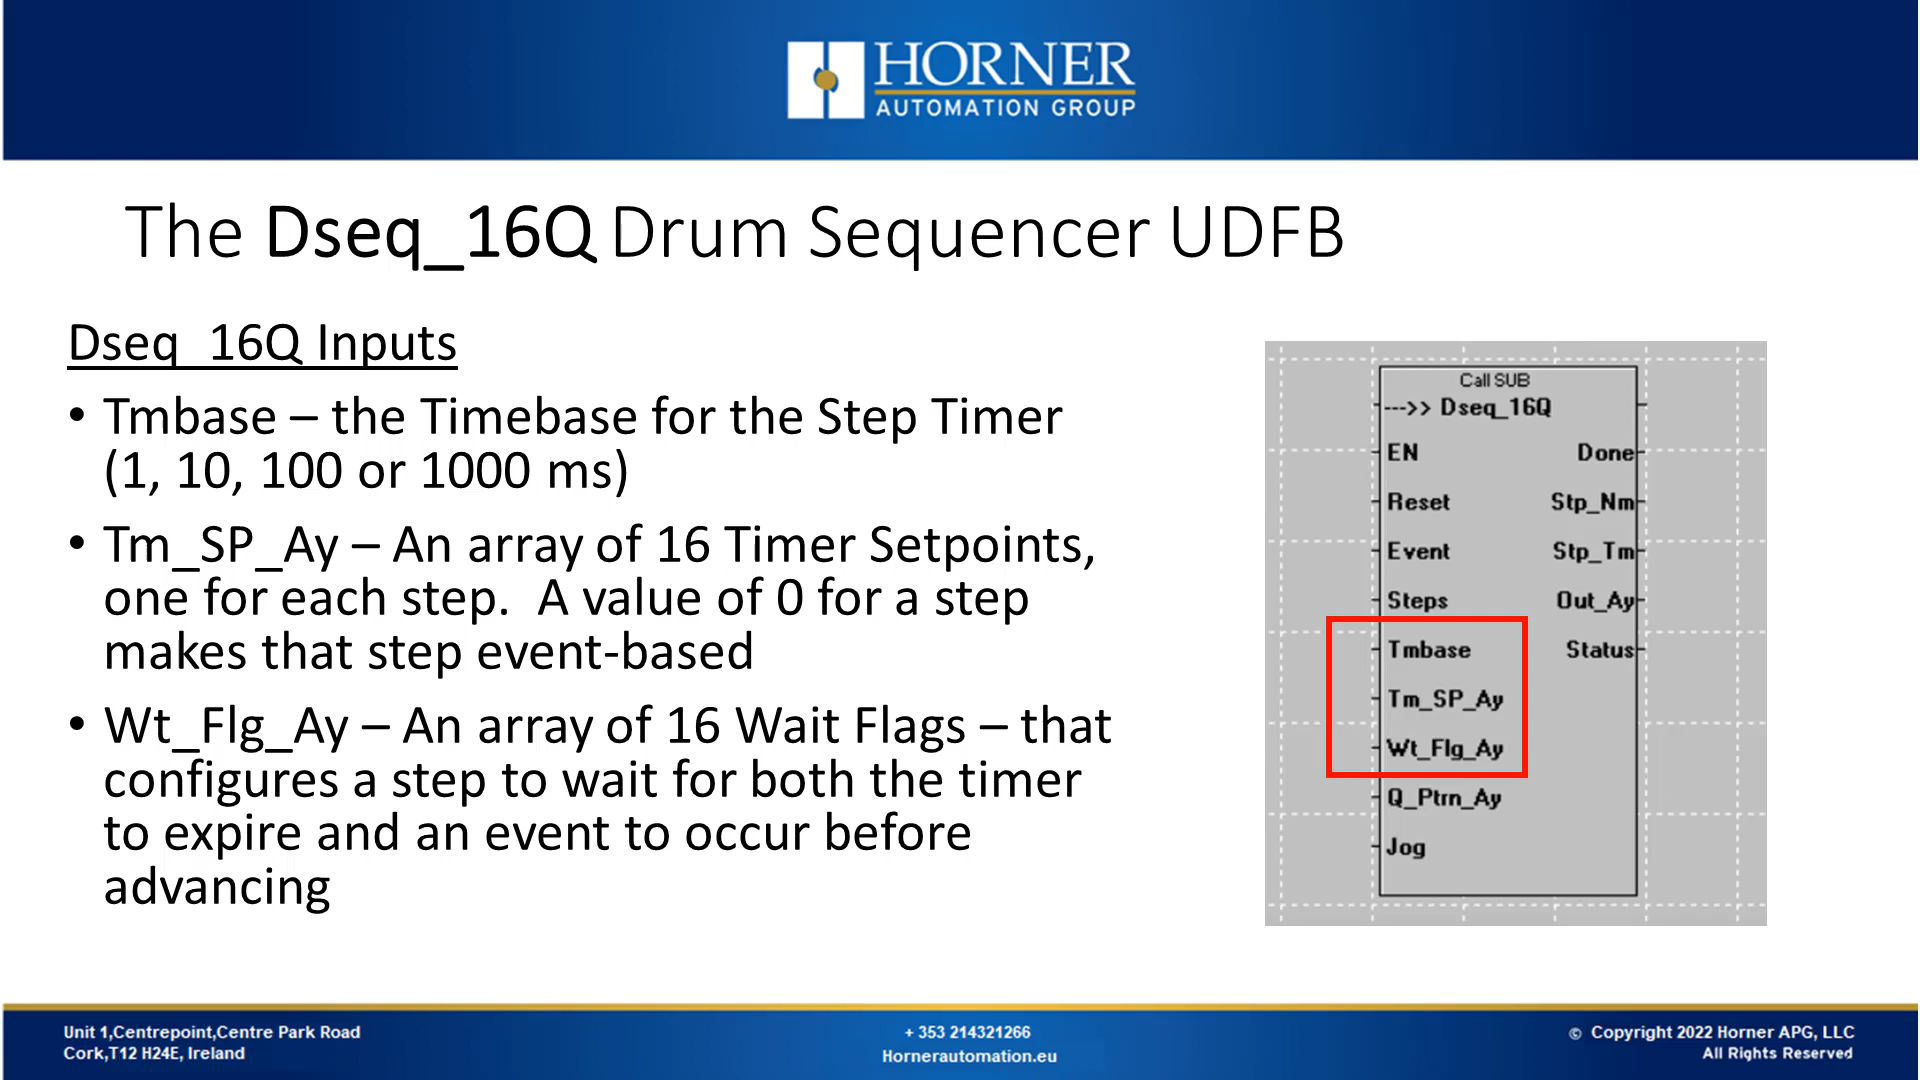 HORNER
AUTOMATION GROUP
The Dseq_16Q Drum Sequencer UDFB
Dseq_16Q Inputs
• Tmbase – the Timebase for the Step Timer
(1, 10, 100 or 1000 ms)
• Tm_SP_Ay – An array of 16 Timer Setpoints,
one for each step.  A value of 0 for a step
makes that step event-based
• Wt_Flg_Ay – An array of 16 Wait Flags – that
configures a step to wait for both the timer
to expire and an event to occur before
advancing
Call SUB
--->> Dseq_16Q
EN Done
Reset Stp_Nm
Event Stp_Tm
Steps Out_Ay
Tmbase Status
Tm_SP_Ay
Wt_Flg_Ay
Q_Ptrn_Ay
Jog
Unit 1,Centrepoint,Centre Park Road
Cork,T12 H24E, Ireland
+ 353 214321266
Hornerautomation.eu
© Copyright 2022 Horner APG, LLC
All Rights Reserved